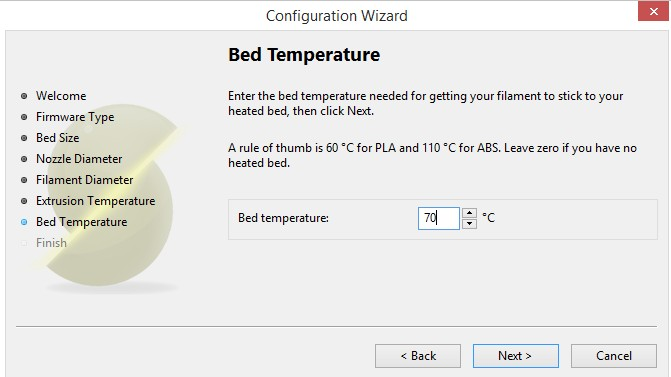 Configuration Wizard
Bed Temperature
Welcome
Firmware Type
Bed Size
Nozzle Diameter
Filament Diameter
Extrusion Temperature
Bed Temperature
Finish
Enter the bed temperature needed for getting your filament to stick to your
heated bed, then click Next.
A rule of thumb is 60 °C for PLA and 110 °C for ABS. Leave zero if you have no
heated bed.
Bed temperature: 70 °C
< Back Next > Cancel